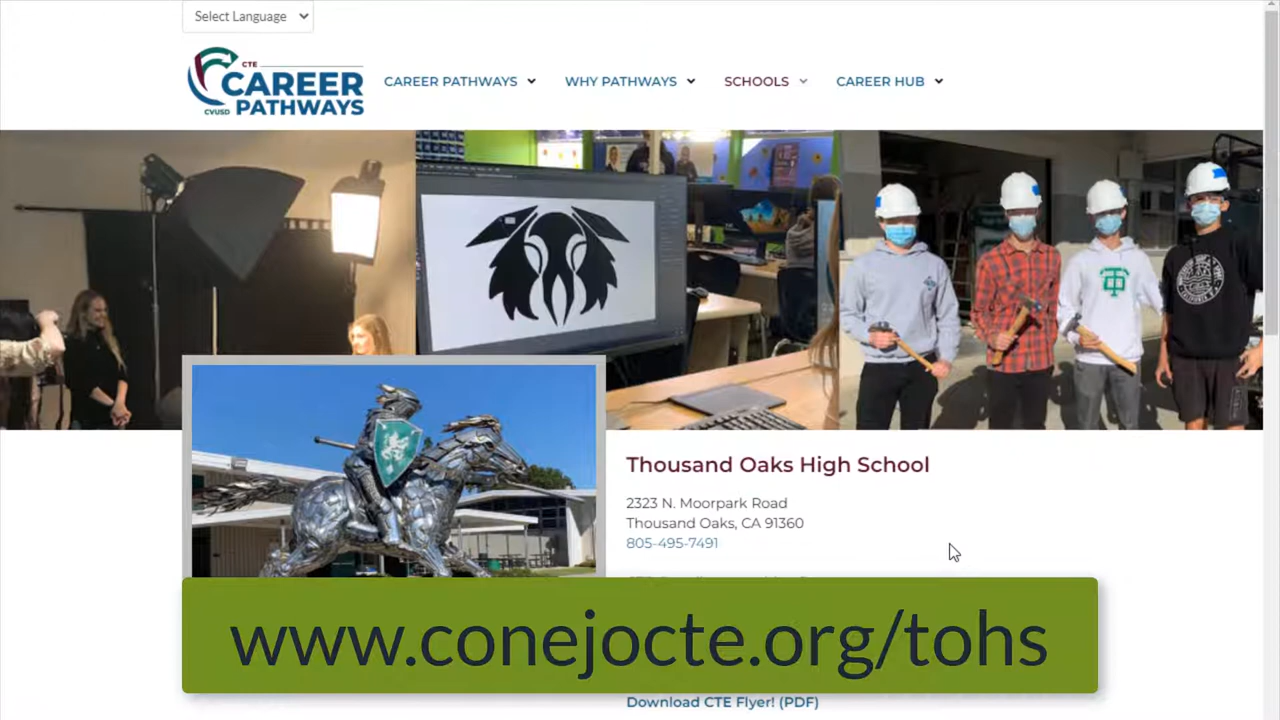 Select Language
CTE
CAREER
PATHWAYS
CVUSD
CAREER PATHWAYS
WHY PATHWAYS
SCHOOLS
CAREER HUB
Thousand Oaks High School
2323 N. Moorpark Road
Thousand Oaks, CA 91360
805-495-7491
www.conejocte.org/tohs
Download CTE Flyer! (PDF)